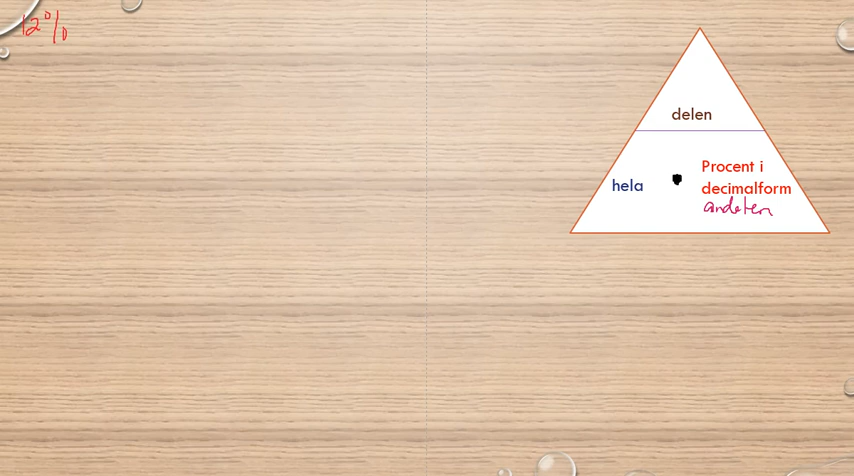 12%
delen
hela
Procent i
decimalform
andelen